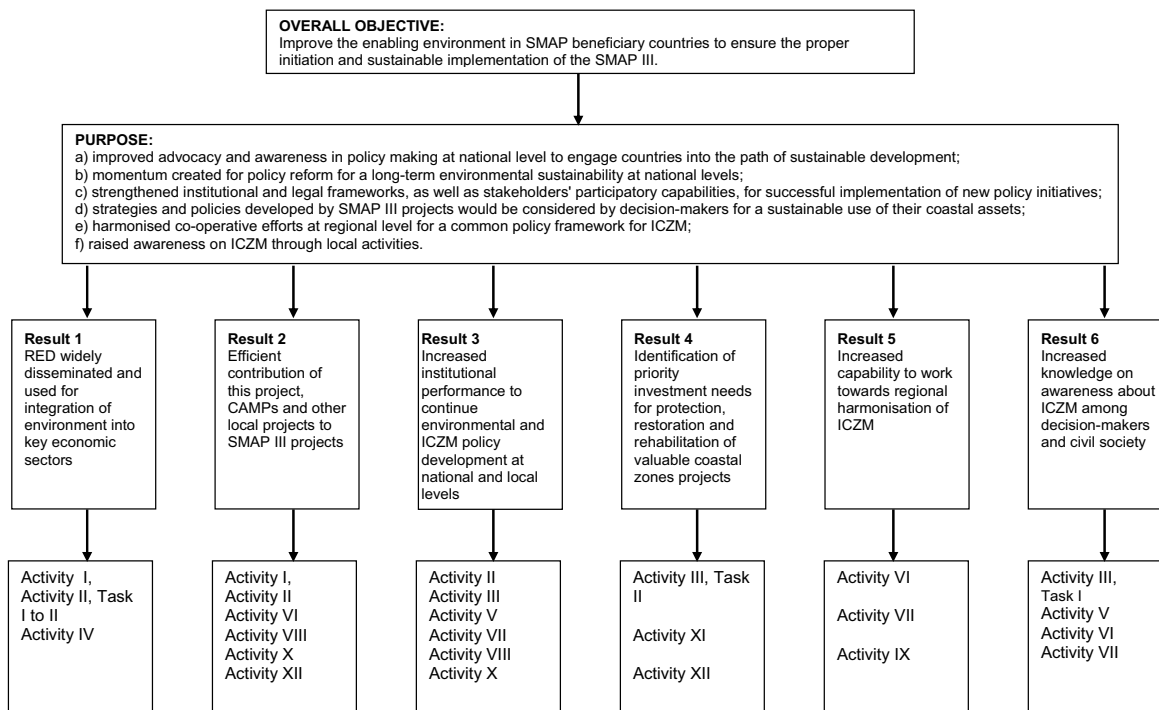 OVERALL OBJECTIVE:
Improve the enabling environment in SMAP beneficiary countries to ensure the proper
initiation and sustainable implementation of the SMAP III.
PURPOSE:
a) improved advocacy and awareness in policy making at national level to engage countries into the path of sustainable development;
b) momentum created for policy reform for a long-term environmental sustainability at national levels;
c) strengthened institutional and legal frameworks, as well as stakeholders' participatory capabilities, for successful implementation of new policy initiatives;
d) strategies and policies developed by SMAP III projects would be considered by decision-makers for a sustainable use of their coastal assets;
e) harmonised co-operative efforts at regional level for a common policy framework for ICZM;
f) raised awareness on ICZM through local activities.
Result 1
RED widely
disseminated and
used for
integration of
environment into
key economic
sectors
Result 2
Efficient
contribution of
this project,
CAMPs and other
local projects to
SMAP III projects
Result 3
Increased
institutional
performance to
continue
environmental and
ICZM policy
development at
national and local
levels
Result 4
Identification of
priority
investment needs
for protection,
restoration and
rehabilitation of
valuable coastal
zones projects
Result 5
Increased
capability to work
towards regional
harmonisation of
ICZM
Result 6
Increased
knowledge on
awareness about
ICZM among
decision-makers
and civil society
Activity I,
Activity II, Task
I to II
Activity IV
Activity I,
Activity II
Activity VI
Activity VIII
Activity X
Activity XII
Activity II
Activity III
Activity V
Activity VII
Activity VIII
Activity X
Activity III, Task
II
Activity XI
Activity XII
Activity VI
Activity VII
Activity IX
Activity III,
Task I
Activity V
Activity VI
Activity VII